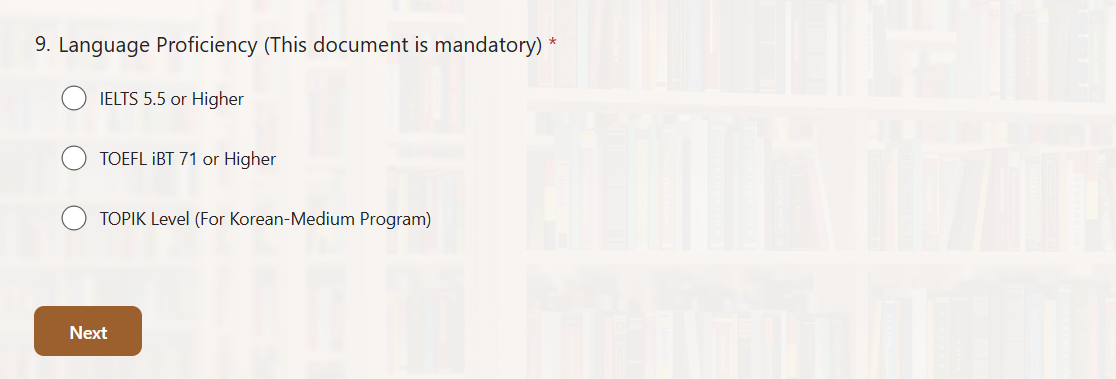 9. Language Proficiency (This document is mandatory) *
IELTS 5.5 or Higher
TOEFL iBT 71 or Higher
TOPIK Level (For Korean-Medium Program)
Next